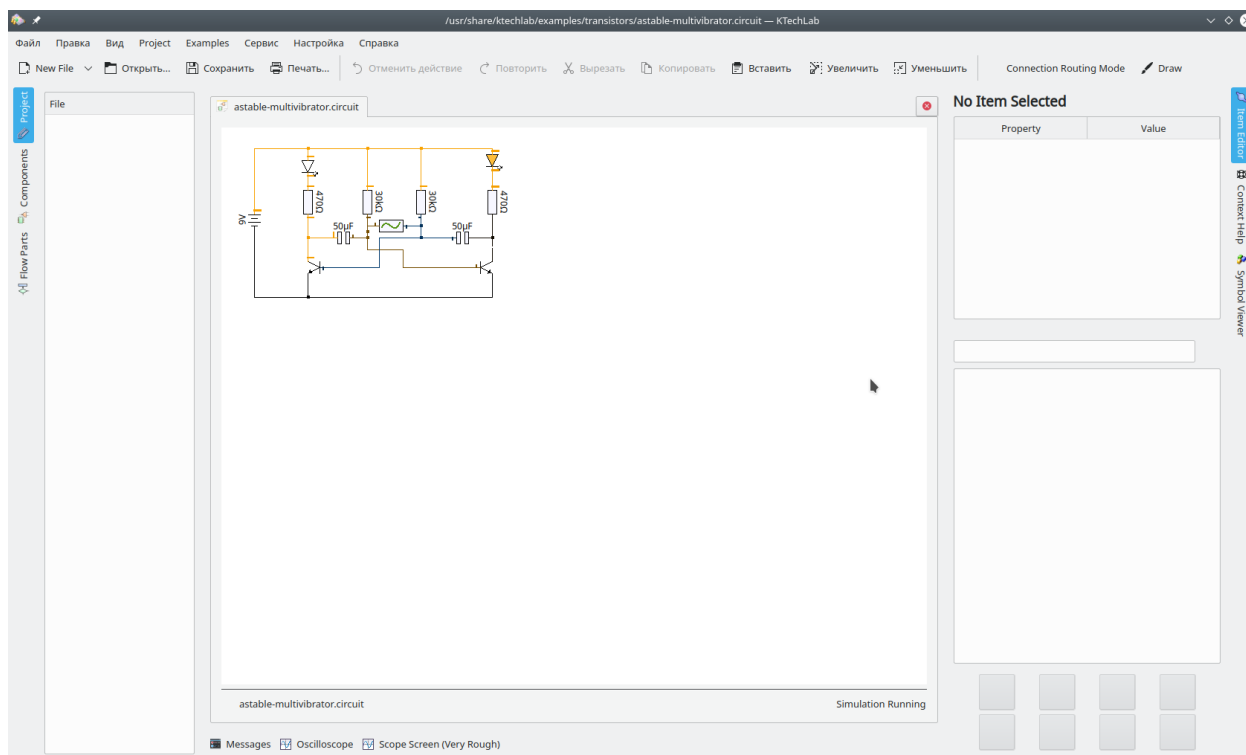 /usr/share/ktechlab/examples/transistors/astable-multivibrator.circuit — KTechLab
Файл Правка Вид Project Examples Сервис Настройка Справка
New File Открыть... Сохранить Печать... Отменить действие Повторить Вырезать Копировать Вставить Увеличить Уменьшить Connection Routing Mode Draw
Project
Components
Flow Parts
File
astable-multivibrator.circuit
9V
470Ω
30kΩ
30kΩ
470Ω
50μF
50μF
astable-multivibrator.circuit Simulation Running
Messages Oscilloscope Scope Screen (Very Rough)
No Item Selected
Property Value
Item Editor
Context Help
Symbol Viewer